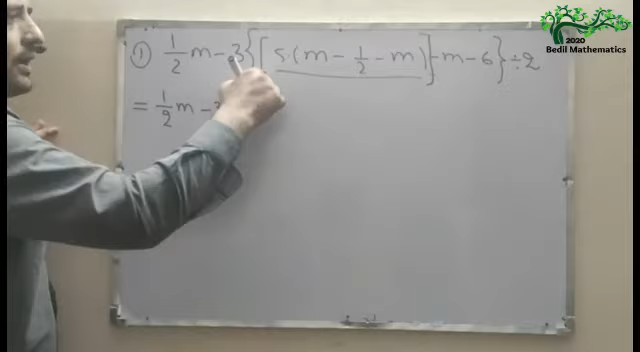 2020
Bedil Mathematics
① 1/2 m - 3{[5(m - 1/2 - m)] - m - 6} ÷ 2
= 1/2 m -